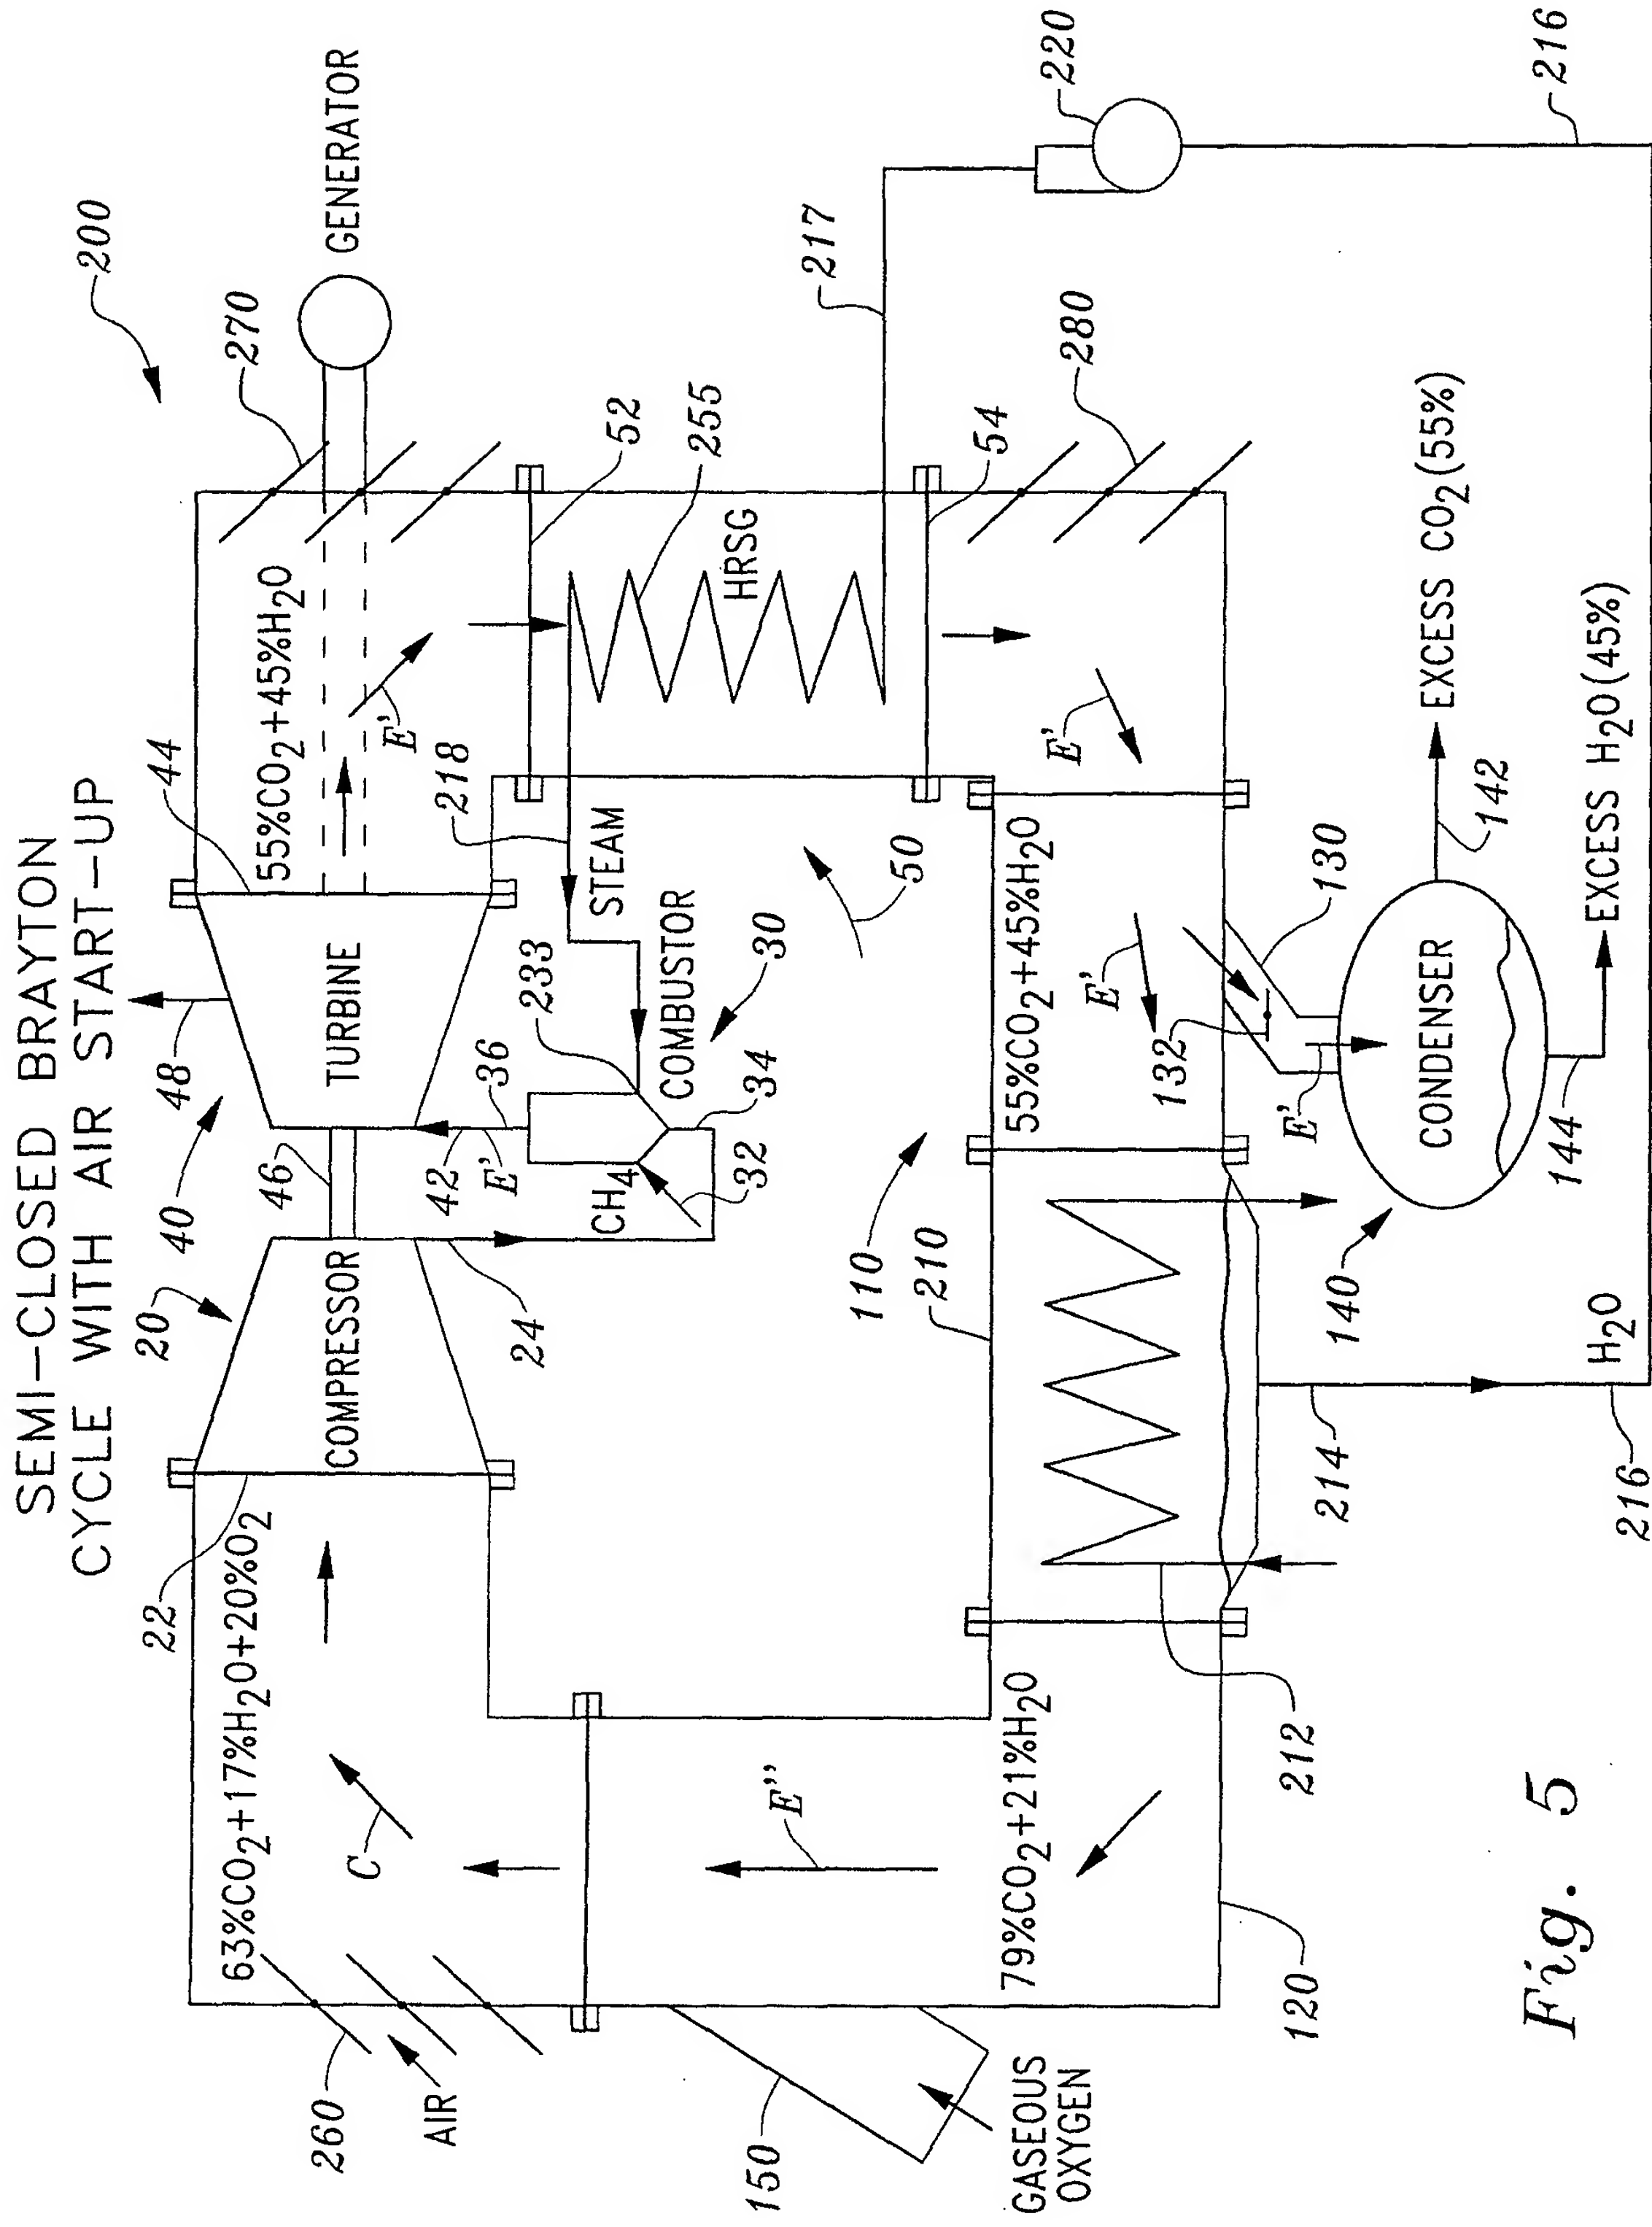 SEMI-CLOSED BRAYTON
CYCLE WITH AIR START-UP
200
GENERATOR
270
220
216
48
44
40
46
20
22
TURBINE
COMPRESSOR
55%CO2+45%H2O
63%CO2+17%H2O+20%O2
E'
C
260
AIR
218
52
255
HRSG
217
STEAM
233
COMBUSTOR
30
36
42
E'
CH4
34
32
24
50
54
280
E'
110
210
55%CO2+45%H2O
E'
132
130
E'
CONDENSER
140
142
EXCESS CO2(55%)
144
EXCESS H2O(45%)
E''
79%CO2+21%H2O
150
GASEOUS
OXYGEN
120
212
214
H2O
216
Fig. 5